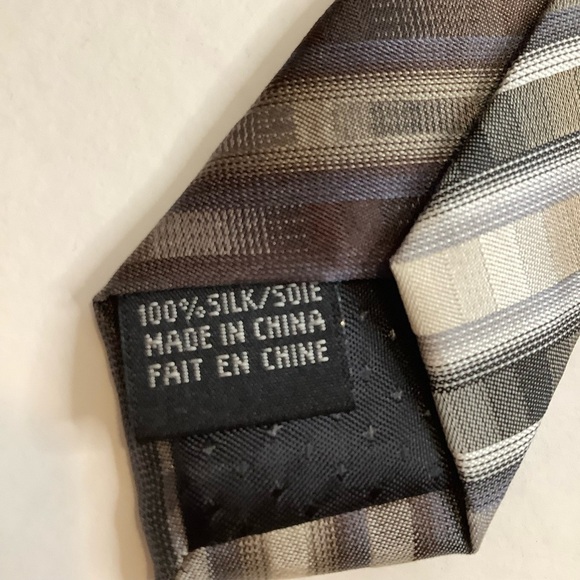 100% SILK/SOIE
MADE IN CHINA
FAIT EN CHINE